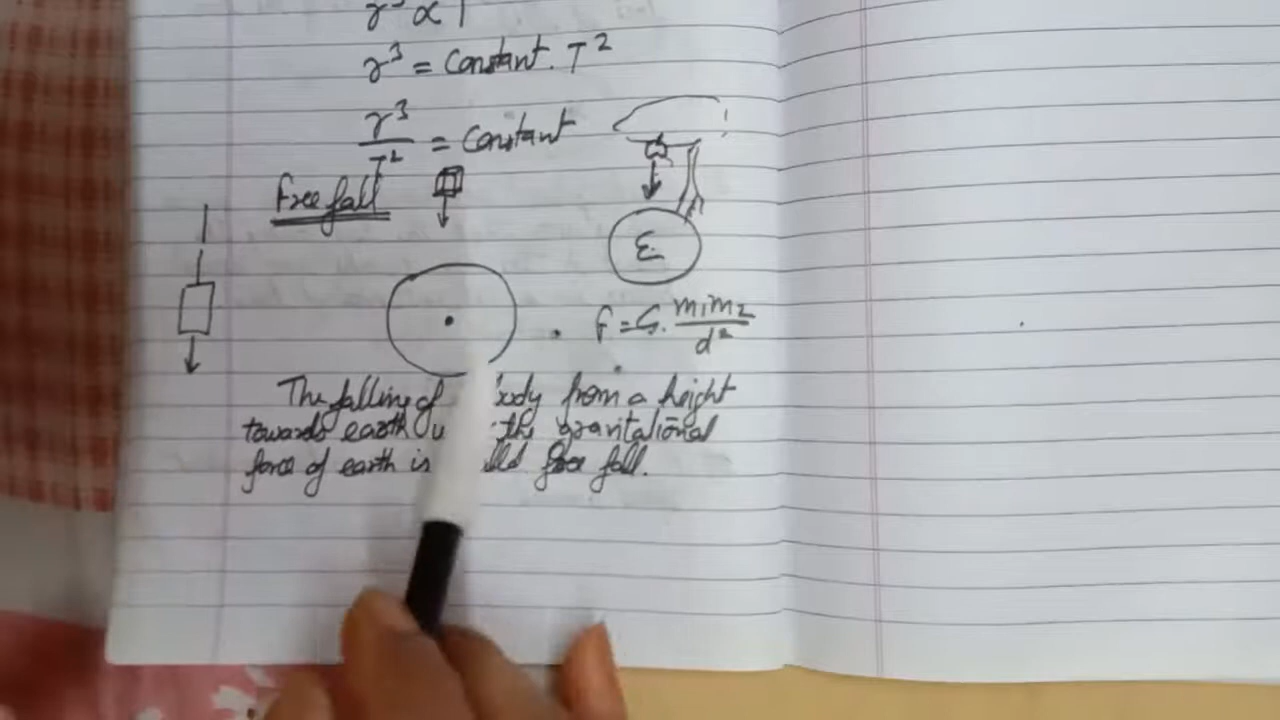 r³ = Constant. T²
r³/T² = Constant
Free fall
E
F = G. m₁m₂/d²
The falling of body from a height
towards earth the gravitational
force of earth is free fall.